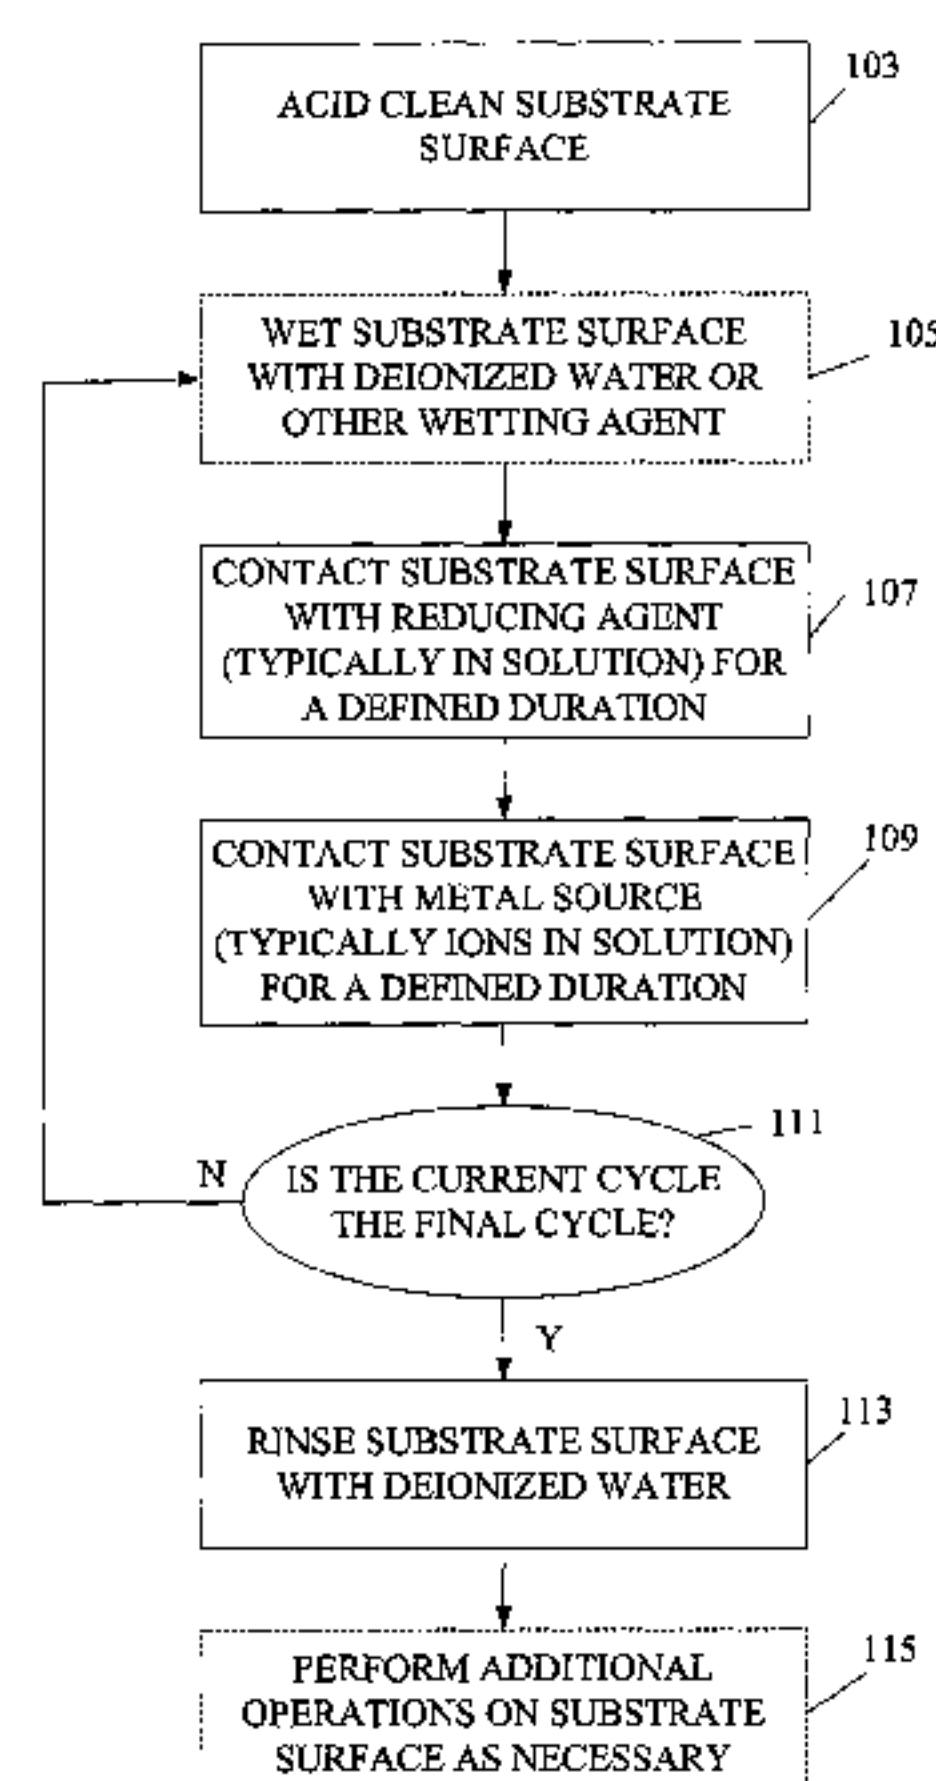 103
ACID CLEAN SUBSTRATE
SURFACE
WET SUBSTRATE SURFACE
WITH DEIONIZED WATER OR
OTHER WETTING AGENT
105
CONTACT SUBSTRATE SURFACE
WITH REDUCING AGENT
(TYPICALLY IN SOLUTION) FOR
A DEFINED DURATION
107
CONTACT SUBSTRATE SURFACE
WITH METAL SOURCE
(TYPICALLY IONS IN SOLUTION)
FOR A DEFINED DURATION
109
111
N
IS THE CURRENT CYCLE
THE FINAL CYCLE?
Y
RINSE SUBSTRATE SURFACE
WITH DEIONIZED WATER
113
PERFORM ADDITIONAL
OPERATIONS ON SUBSTRATE
SURFACE AS NECESSARY
115